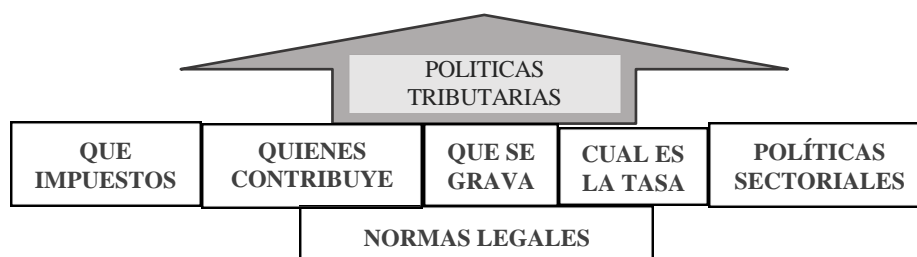 POLITICAS
TRIBUTARIAS
QUE
IMPUESTOS
QUIENES
CONTRIBUYE
QUE SE
GRAVA
CUAL ES
LA TASA
POLÍTICAS
SECTORIALES
NORMAS LEGALES